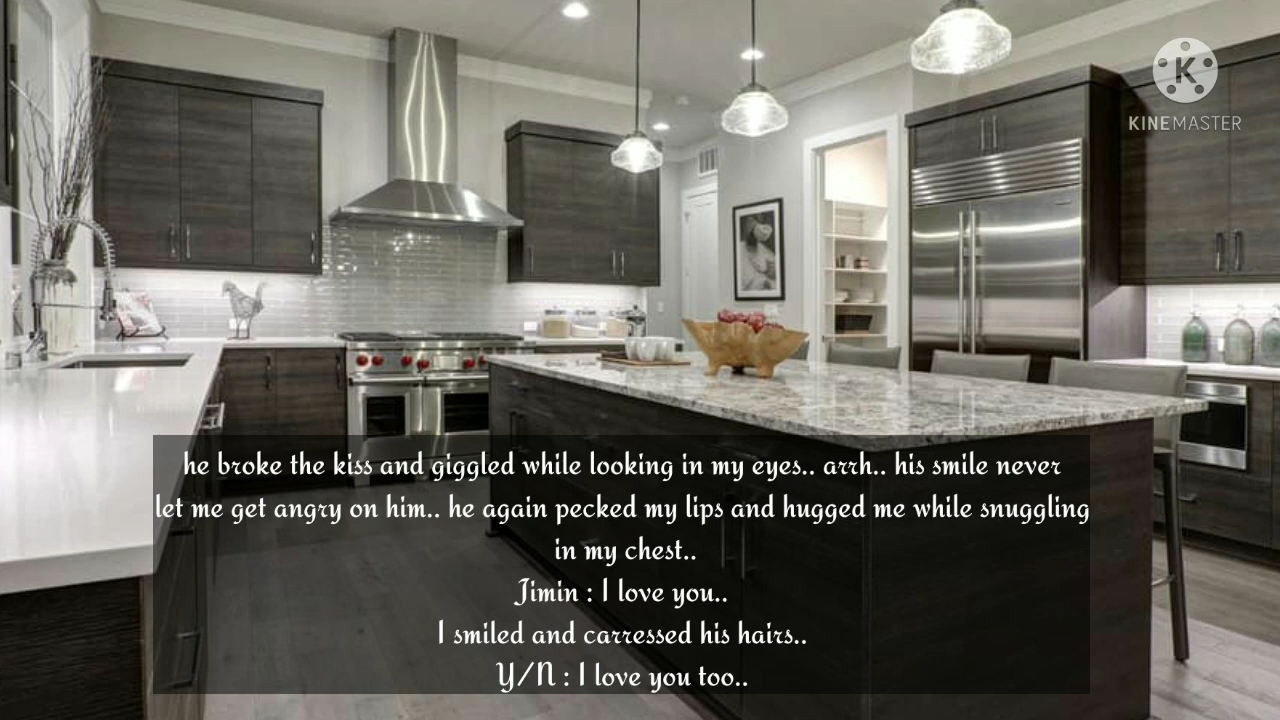 K
KINEMASTER
he broke the kiss and giggled while looking in my eyes.. arrh.. his smile never
let me get angry on him.. he again pecked my lips and hugged me while snuggling
in my chest..
Jimin : I love you..
I smiled and carressed his hairs..
Y/N : I love you too..